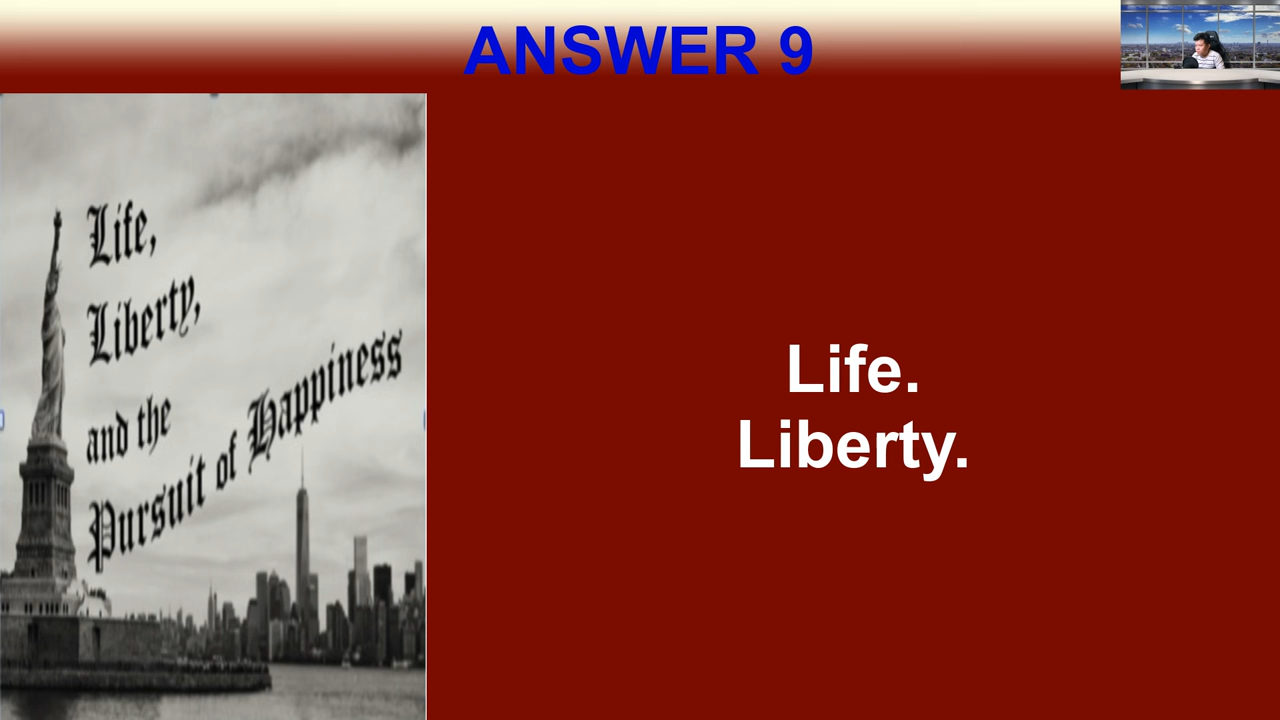 ANSWER 9
Life,
Liberty,
and the
Pursuit of Happiness
Life.
Liberty.